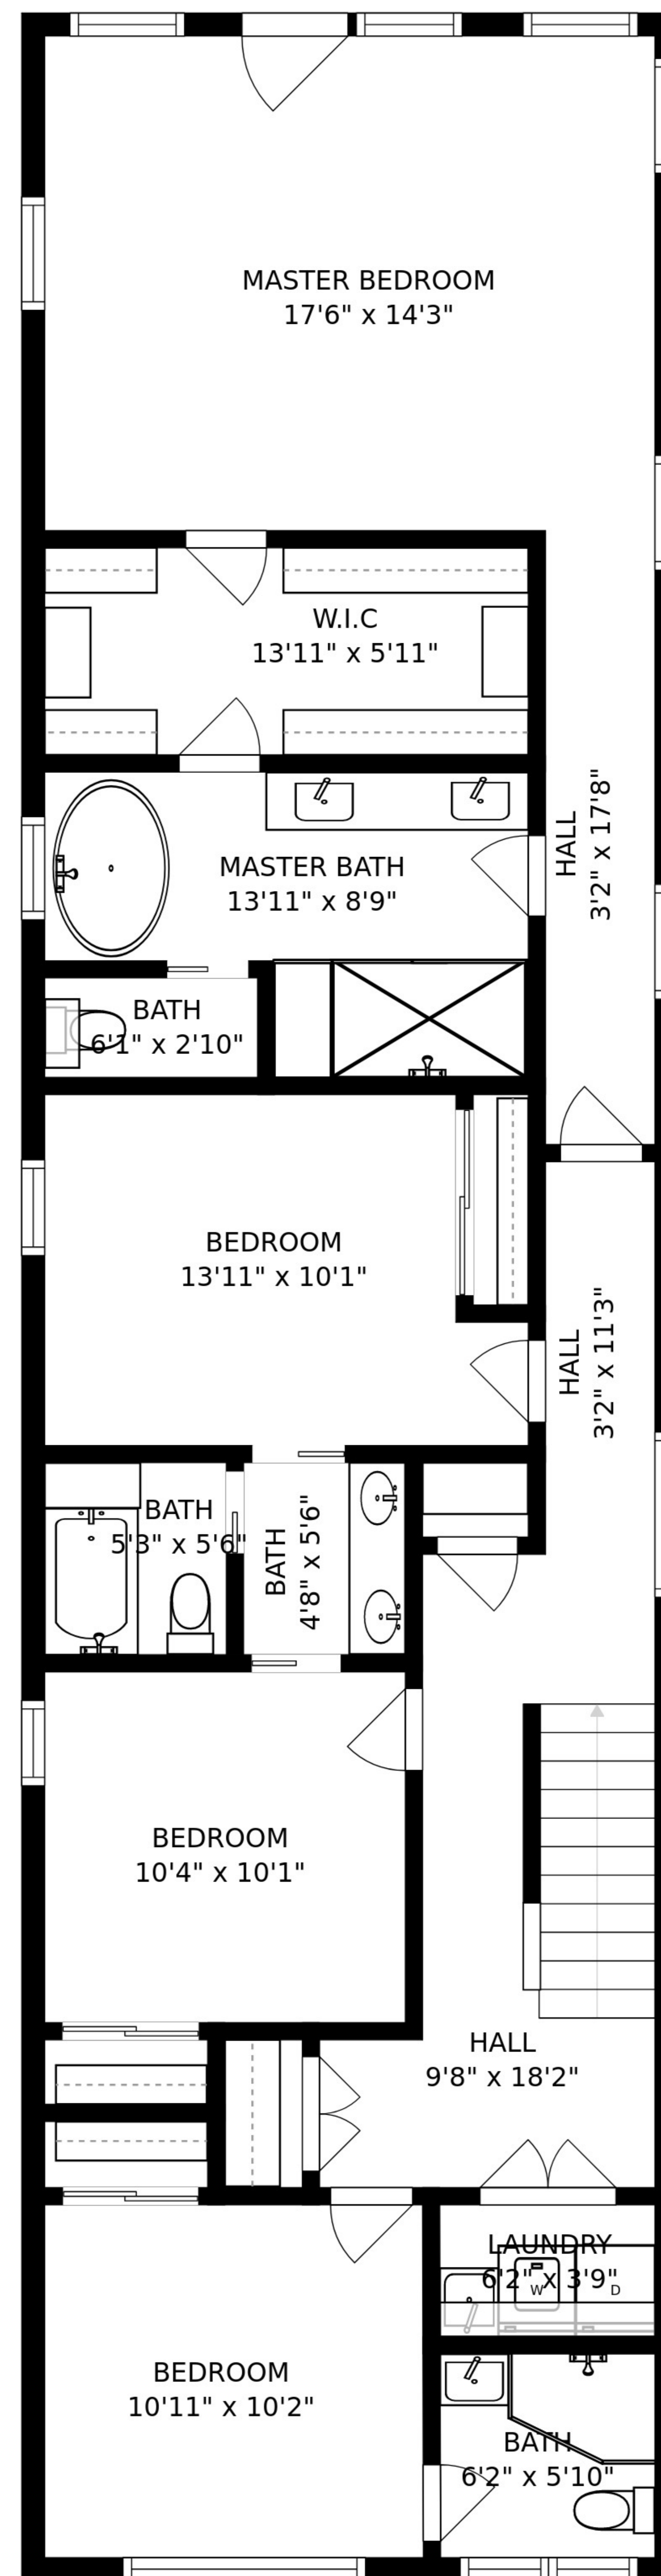 MASTER BEDROOM
17'6" x 14'3"
W.I.C
13'11" x 5'11"
HALL
3'2" x 17'8"
MASTER BATH
13'11" x 8'9"
BATH
6'1" x 2'10"
BEDROOM
13'11" x 10'1"
HALL
3'2" x 11'3"
BATH
5'3" x 5'6"
BATH
4'8" x 5'6"
BEDROOM
10'4" x 10'1"
HALL
9'8" x 18'2"
LAUNDRY
6'2" x 3'9"
W
D
BEDROOM
10'11" x 10'2"
BATH
6'2" x 5'10"